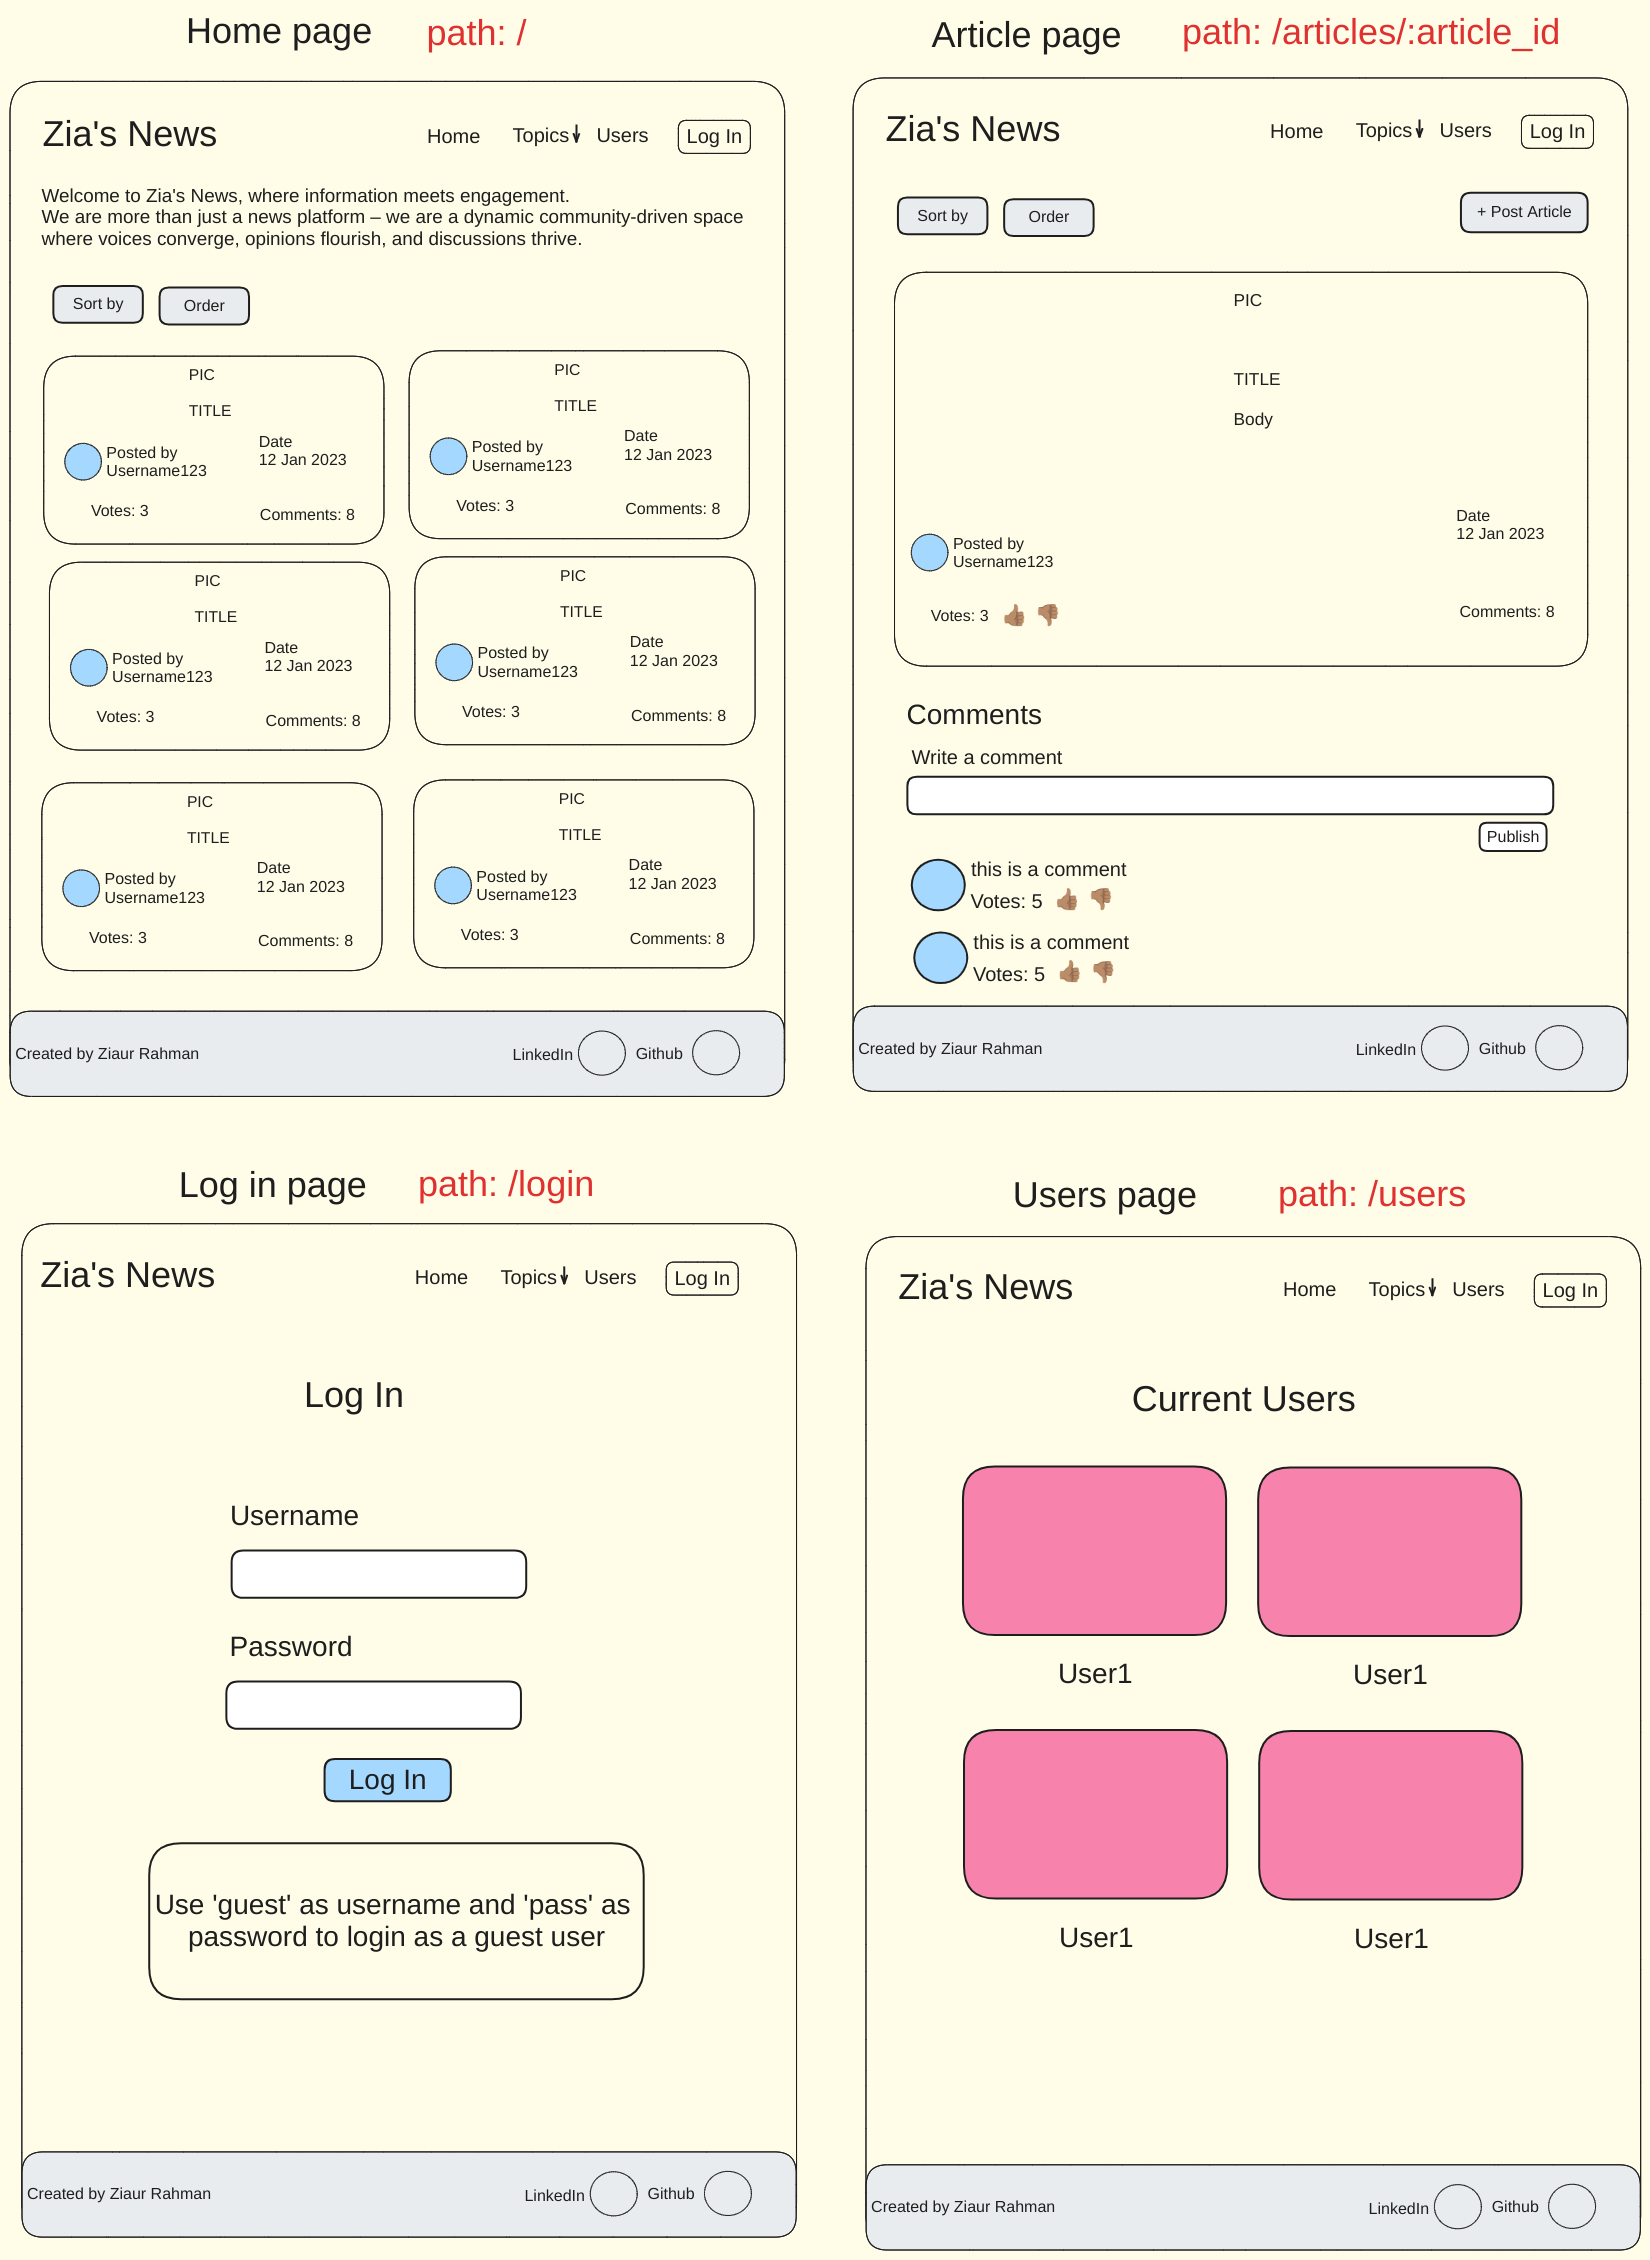 Home page path: /
Zia's News
Home Topics Users Log In
Welcome to Zia's News, where information meets engagement.
We are more than just a news platform – we are a dynamic community-driven space
where voices converge, opinions flourish, and discussions thrive.
Sort by Order
PIC
TITLE
Posted by
Username123
Date
12 Jan 2023
Votes: 3
Comments: 8
PIC
TITLE
Posted by
Username123
Date
12 Jan 2023
Votes: 3
Comments: 8
PIC
TITLE
Posted by
Username123
Date
12 Jan 2023
Votes: 3
Comments: 8
PIC
TITLE
Posted by
Username123
Date
12 Jan 2023
Votes: 3
Comments: 8
PIC
TITLE
Posted by
Username123
Date
12 Jan 2023
Votes: 3
Comments: 8
PIC
TITLE
Posted by
Username123
Date
12 Jan 2023
Votes: 3
Comments: 8
Created by Ziaur Rahman LinkedIn Github
Article page path: /articles/:article_id
Zia's News
Home Topics Users Log In
Sort by Order + Post Article
PIC
TITLE
Body
Posted by
Username123
Date
12 Jan 2023
Votes: 3 👍🏽 👎🏽
Comments: 8
Comments
Write a comment
Publish
this is a comment
Votes: 5 👍🏽 👎🏽
this is a comment
Votes: 5 👍🏽 👎🏽
Created by Ziaur Rahman LinkedIn Github
Log in page path: /login
Zia's News
Home Topics Users Log In
Log In
Username
Password
Log In
Use 'guest' as username and 'pass' as
password to login as a guest user
Created by Ziaur Rahman LinkedIn Github
Users page path: /users
Zia's News
Home Topics Users Log In
Current Users
User1 User1
User1 User1
Created by Ziaur Rahman LinkedIn Github